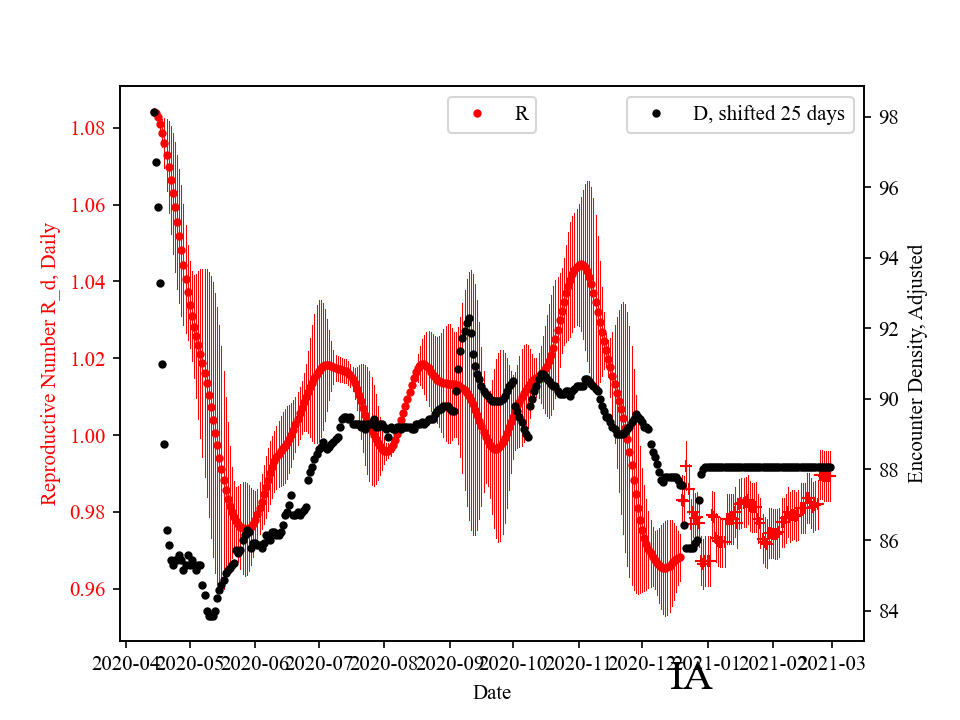 R
D, shifted 25 days
Reproductive Number R_d, Daily
1.08
1.06
1.04
1.02
1.00
0.98
0.96
98
96
94
92
90
88
86
84
Encounter Density, Adjusted
2020-04 2020-05 2020-06 2020-07 2020-08 2020-09 2020-10 2020-11 2020-12 2021-01 2021-02 2021-03
IA
Date